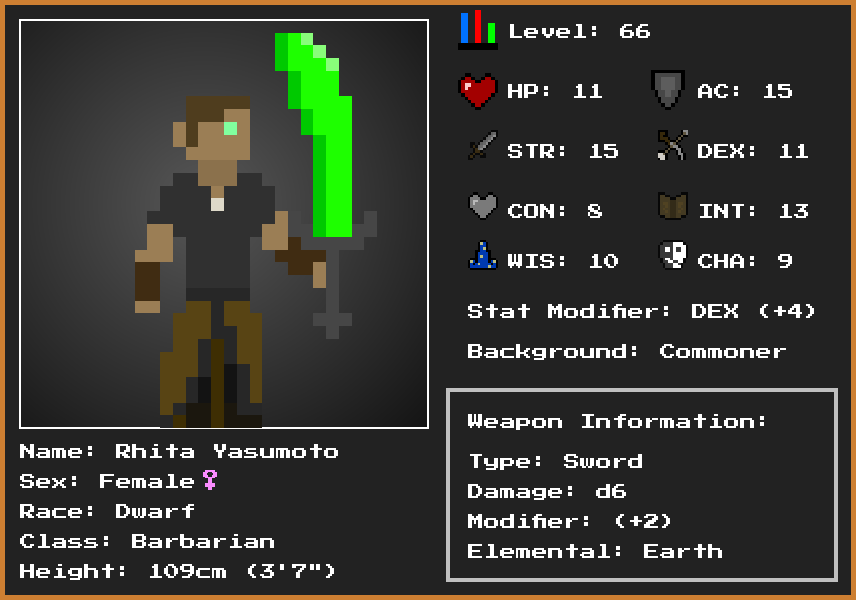 Level: 66
HP: 11
AC: 15
STR: 15
DEX: 11
CON: 8
INT: 13
WIS: 10
CHA: 9
Stat Modifier: DEX (+4)
Background: Commoner
Weapon Information:
Type: Sword
Damage: d6
Modifier: (+2)
Elemental: Earth
Name: Rhita Yasumoto
Sex: Female♀
Race: Dwarf
Class: Barbarian
Height: 109cm (3'7")